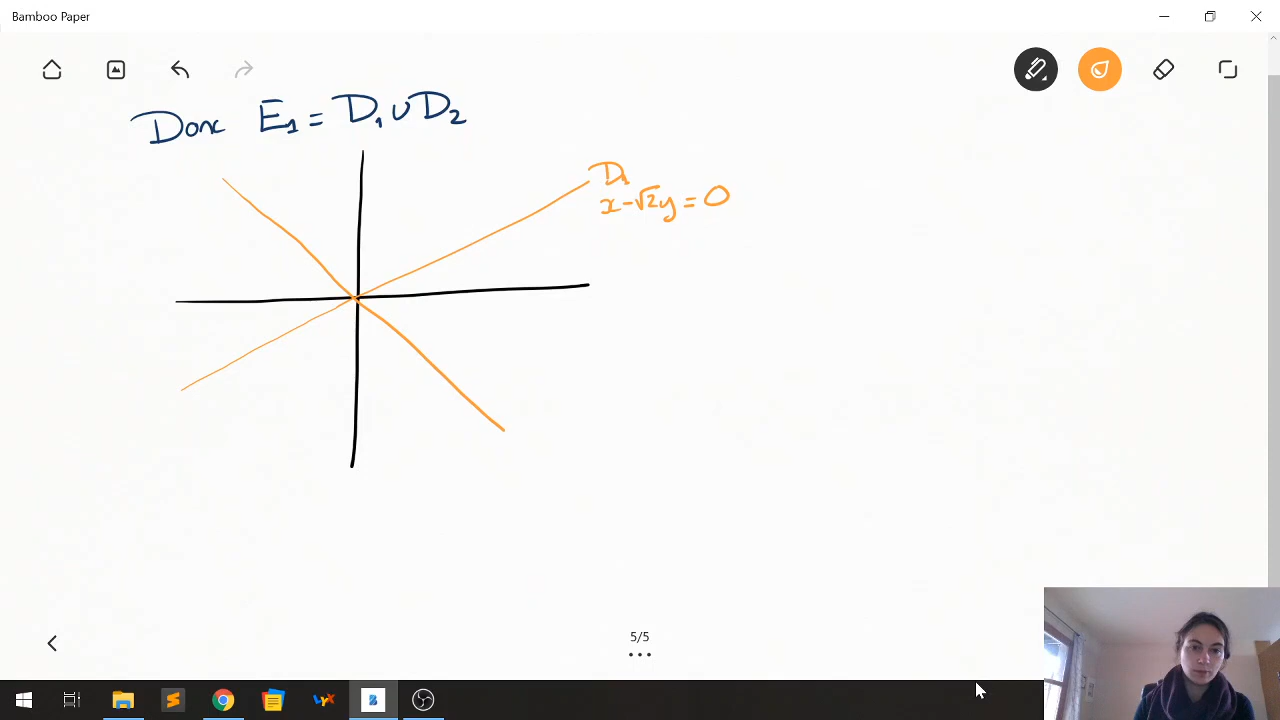 Bamboo Paper
Donc E₁ = D₁ ∪ D₂
D₁
x - √2y = 0
5/5